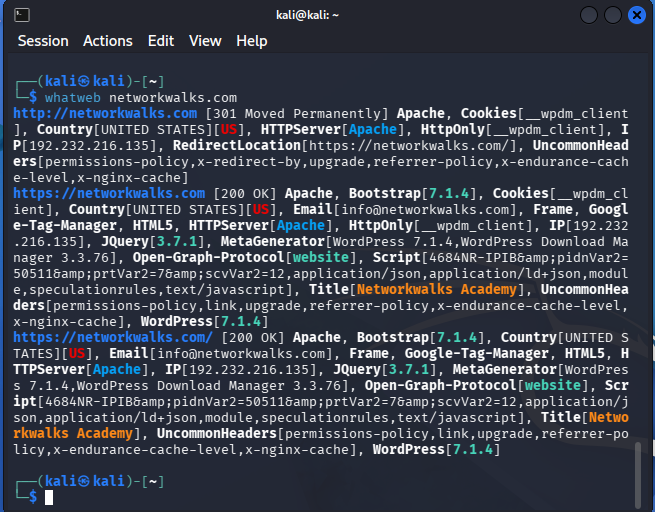 kali@kali: ~
Session Actions Edit View Help
┌──(kali㉿kali)-[~]
└─$ whatweb networkwalks.com
http://networkwalks.com [301 Moved Permanently] Apache, Cookies[__wpdm_client
], Country[UNITED STATES][US], HTTPServer[Apache], HttpOnly[__wpdm_client], I
P[192.232.216.135], RedirectLocation[https://networkwalks.com/], UncommonHead
ers[permissions-policy,x-redirect-by,upgrade,referrer-policy,x-endurance-cach
e-level,x-nginx-cache]
https://networkwalks.com [200 OK] Apache, Bootstrap[7.1.4], Cookies[__wpdm_cl
ient], Country[UNITED STATES][US], Email[info@networkwalks.com], Frame, Googl
e-Tag-Manager, HTML5, HTTPServer[Apache], HttpOnly[__wpdm_client], IP[192.232
.216.135], JQuery[3.7.1], MetaGenerator[WordPress 7.1.4,WordPress Download Ma
nager 3.3.76], Open-Graph-Protocol[website], Script[4684NR-IPIB&amp;pidnVar2=
50511&amp;prtVar2=7&amp;scvVar2=12,application/json,application/ld+json,modul
e,speculationrules,text/javascript], Title[Networkwalks Academy], UncommonHea
ders[permissions-policy,link,upgrade,referrer-policy,x-endurance-cache-level,
x-nginx-cache], WordPress[7.1.4]
https://networkwalks.com/ [200 OK] Apache, Bootstrap[7.1.4], Country[UNITED S
TATES][US], Email[info@networkwalks.com], Frame, Google-Tag-Manager, HTML5, H
TTPServer[Apache], IP[192.232.216.135], JQuery[3.7.1], MetaGenerator[WordPres
s 7.1.4,WordPress Download Manager 3.3.76], Open-Graph-Protocol[website], Scr
ipt[4684NR-IPIB&amp;pidnVar2=50511&amp;prtVar2=7&amp;scvVar2=12,application/j
son,application/ld+json,module,speculationrules,text/javascript], Title[Netwo
rkwalks Academy], UncommonHeaders[permissions-policy,link,upgrade,referrer-po
licy,x-endurance-cache-level,x-nginx-cache], WordPress[7.1.4]
┌──(kali㉿kali)-[~]
└─$